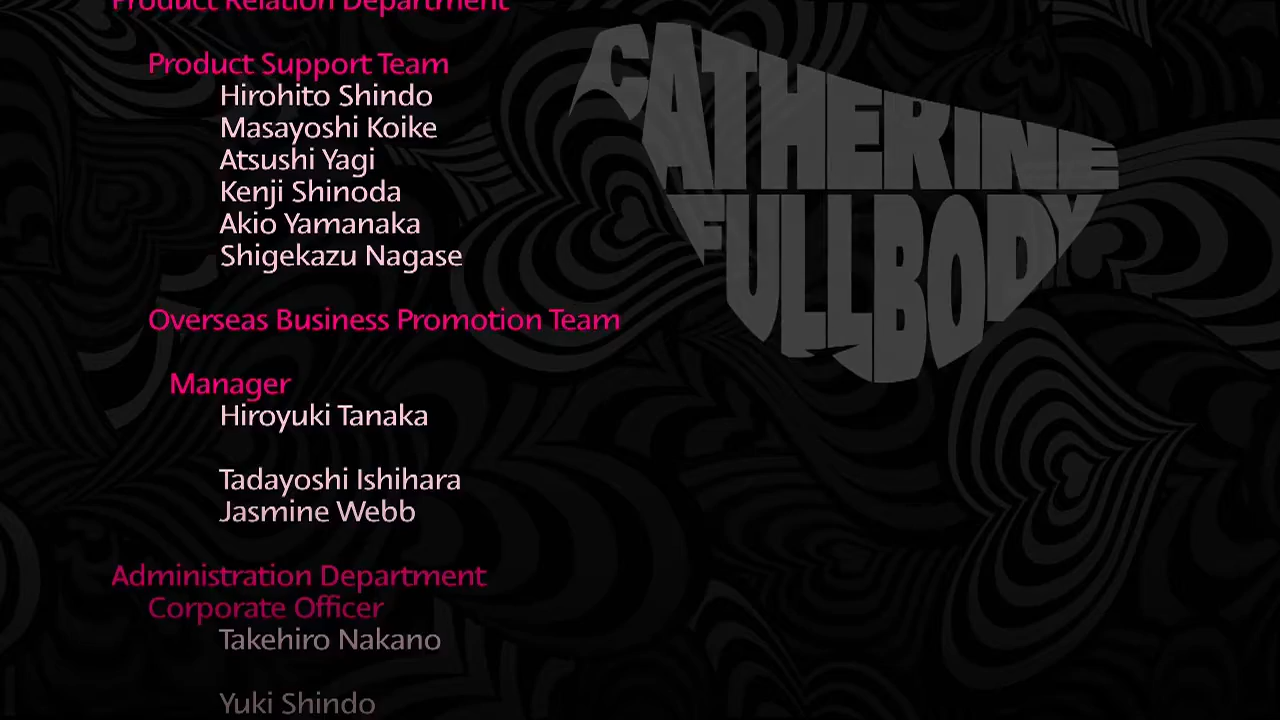 Product Relation Department
Product Support Team
Hirohito Shindo
Masayoshi Koike
Atsushi Yagi
Kenji Shinoda
Akio Yamanaka
Shigekazu Nagase
Overseas Business Promotion Team
Manager
Hiroyuki Tanaka
Tadayoshi Ishihara
Jasmine Webb
Administration Department
Corporate Officer
Takehiro Nakano
Yuki Shindo
CATHERINE
FULL BODY